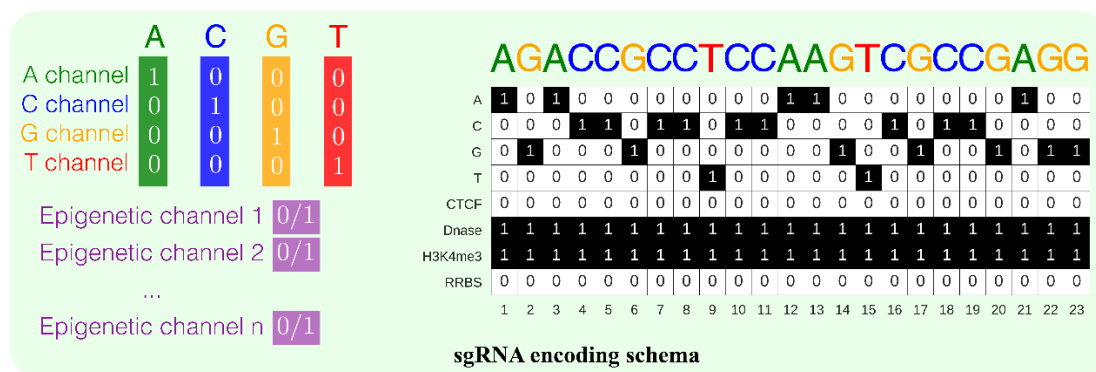 A C G T
A channel 1 0 0 0
C channel 0 1 0 0
G channel 0 0 1 0
T channel 0 0 0 1
Epigenetic channel 1 0/1
Epigenetic channel 2 0/1
...
Epigenetic channel n 0/1
AGACCGCCTCCAAGTCGCCGAGG
A 1 0 1 0 0 0 0 0 0 0 0 1 1 0 0 0 0 0 0 0 1 0 0
C 0 0 0 1 1 0 1 1 0 1 1 0 0 0 0 1 0 1 1 0 0 0 0
G 0 1 0 0 0 1 0 0 0 0 0 0 0 1 0 0 1 0 0 1 0 1 1
T 0 0 0 0 0 0 0 0 1 0 0 0 0 0 1 0 0 0 0 0 0 0 0
CTCF 0 0 0 0 0 0 0 0 0 0 0 0 0 0 0 0 0 0 0 0 0 0 0
Dnase 1 1 1 1 1 1 1 1 1 1 1 1 1 1 1 1 1 1 1 1 1 1 1
H3K4me3 1 1 1 1 1 1 1 1 1 1 1 1 1 1 1 1 1 1 1 1 1 1 1
RRBS 0 0 0 0 0 0 0 0 0 0 0 0 0 0 0 0 0 0 0 0 0 0 0
1 2 3 4 5 6 7 8 9 10 11 12 13 14 15 16 17 18 19 20 21 22 23
sgRNA encoding schema